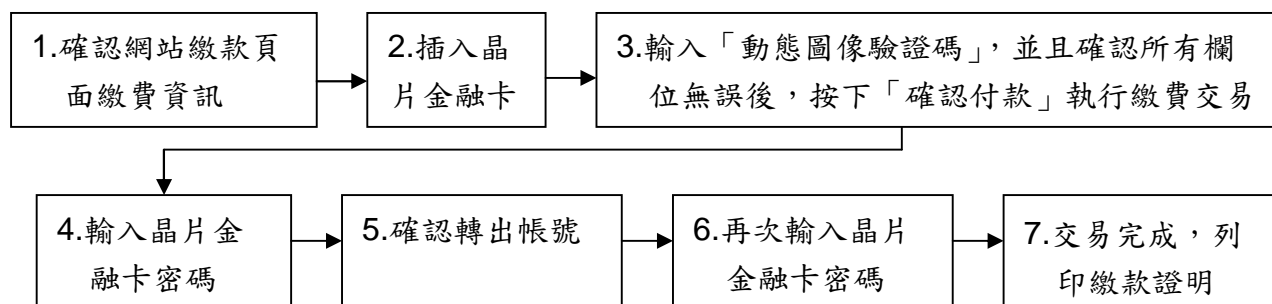 1.確認網站繳款頁
面繳費資訊
2.插入晶
片金融卡
3.輸入「動態圖像驗證碼」，並且確認所有欄
位無誤後，按下「確認付款」執行繳費交易
4.輸入晶片金
融卡密碼
5.確認轉出帳號
6.再次輸入晶片
金融卡密碼
7.交易完成，列
印繳款證明